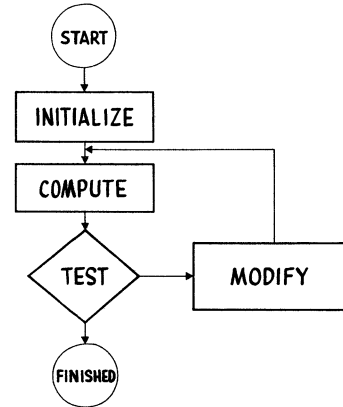 START
INITIALIZE
COMPUTE
TEST
MODIFY
FINISHED